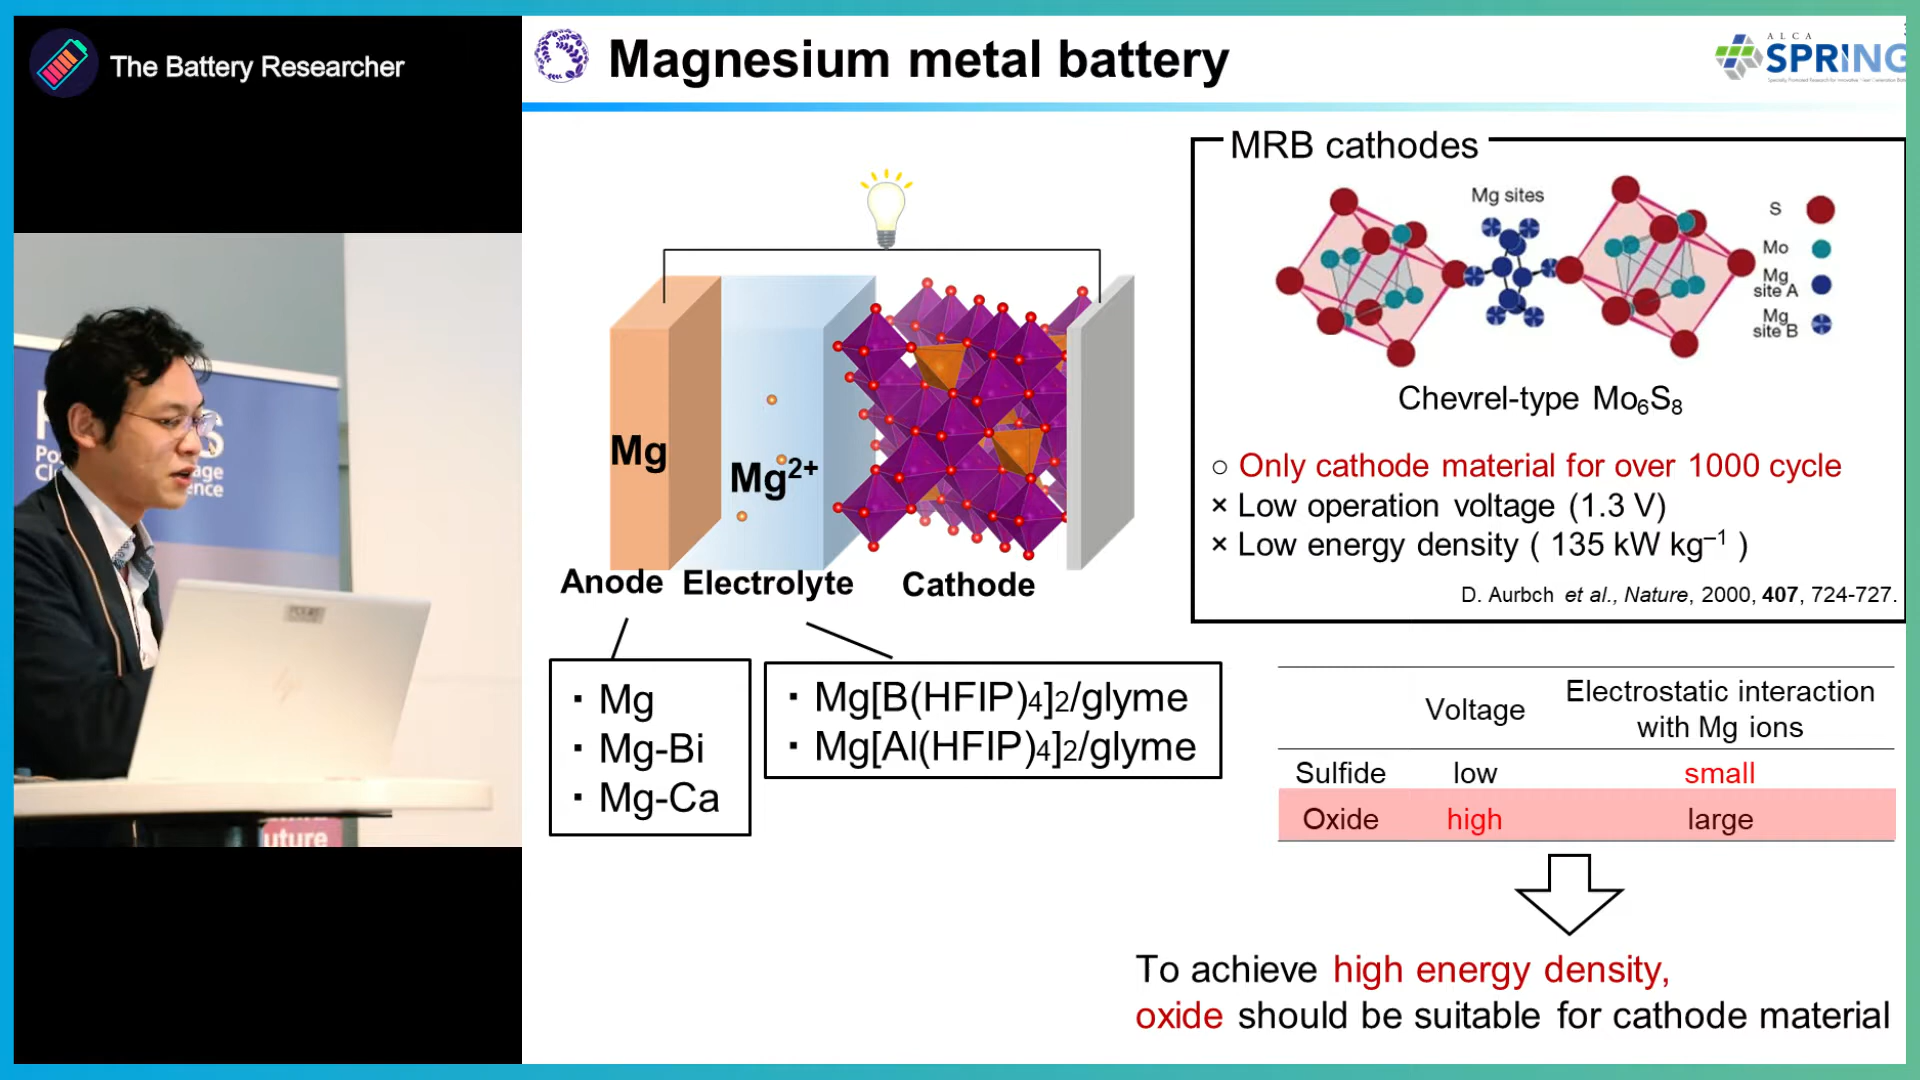 The Battery Researcher
Magnesium metal battery
ALCA
SPRING
MRB cathodes
Mg sites
S
Mo
Mg
site A
Mg
site B
Chevrel-type Mo₆S₈
○ Only cathode material for over 1000 cycle
× Low operation voltage (1.3 V)
× Low energy density ( 135 kW kg⁻¹ )
D. Aurbch et al., Nature, 2000, 407, 724-727.
Mg
Mg²⁺
Anode
Electrolyte
Cathode
・ Mg
・ Mg-Bi
・ Mg-Ca
・ Mg[B(HFIP)₄]₂/glyme
・ Mg[Al(HFIP)₄]₂/glyme
Voltage
Electrostatic interaction
with Mg ions
Sulfide low small
Oxide high large
To achieve high energy density,
oxide should be suitable for cathode material
uture